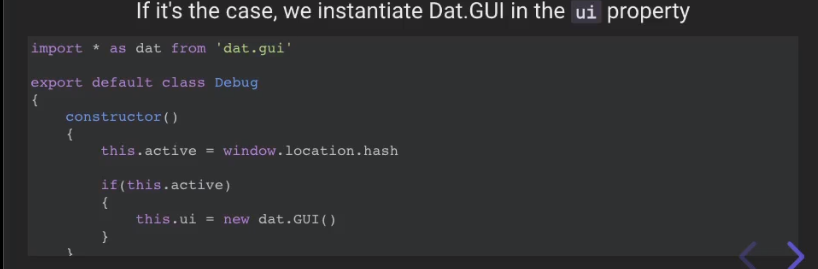 If it's the case, we instantiate Dat.GUI in the ui property
import * as dat from 'dat.gui'
export default class Debug
{
    constructor()
    {
        this.active = window.location.hash
        if(this.active)
        {
            this.ui = new dat.GUI()
        }
    }